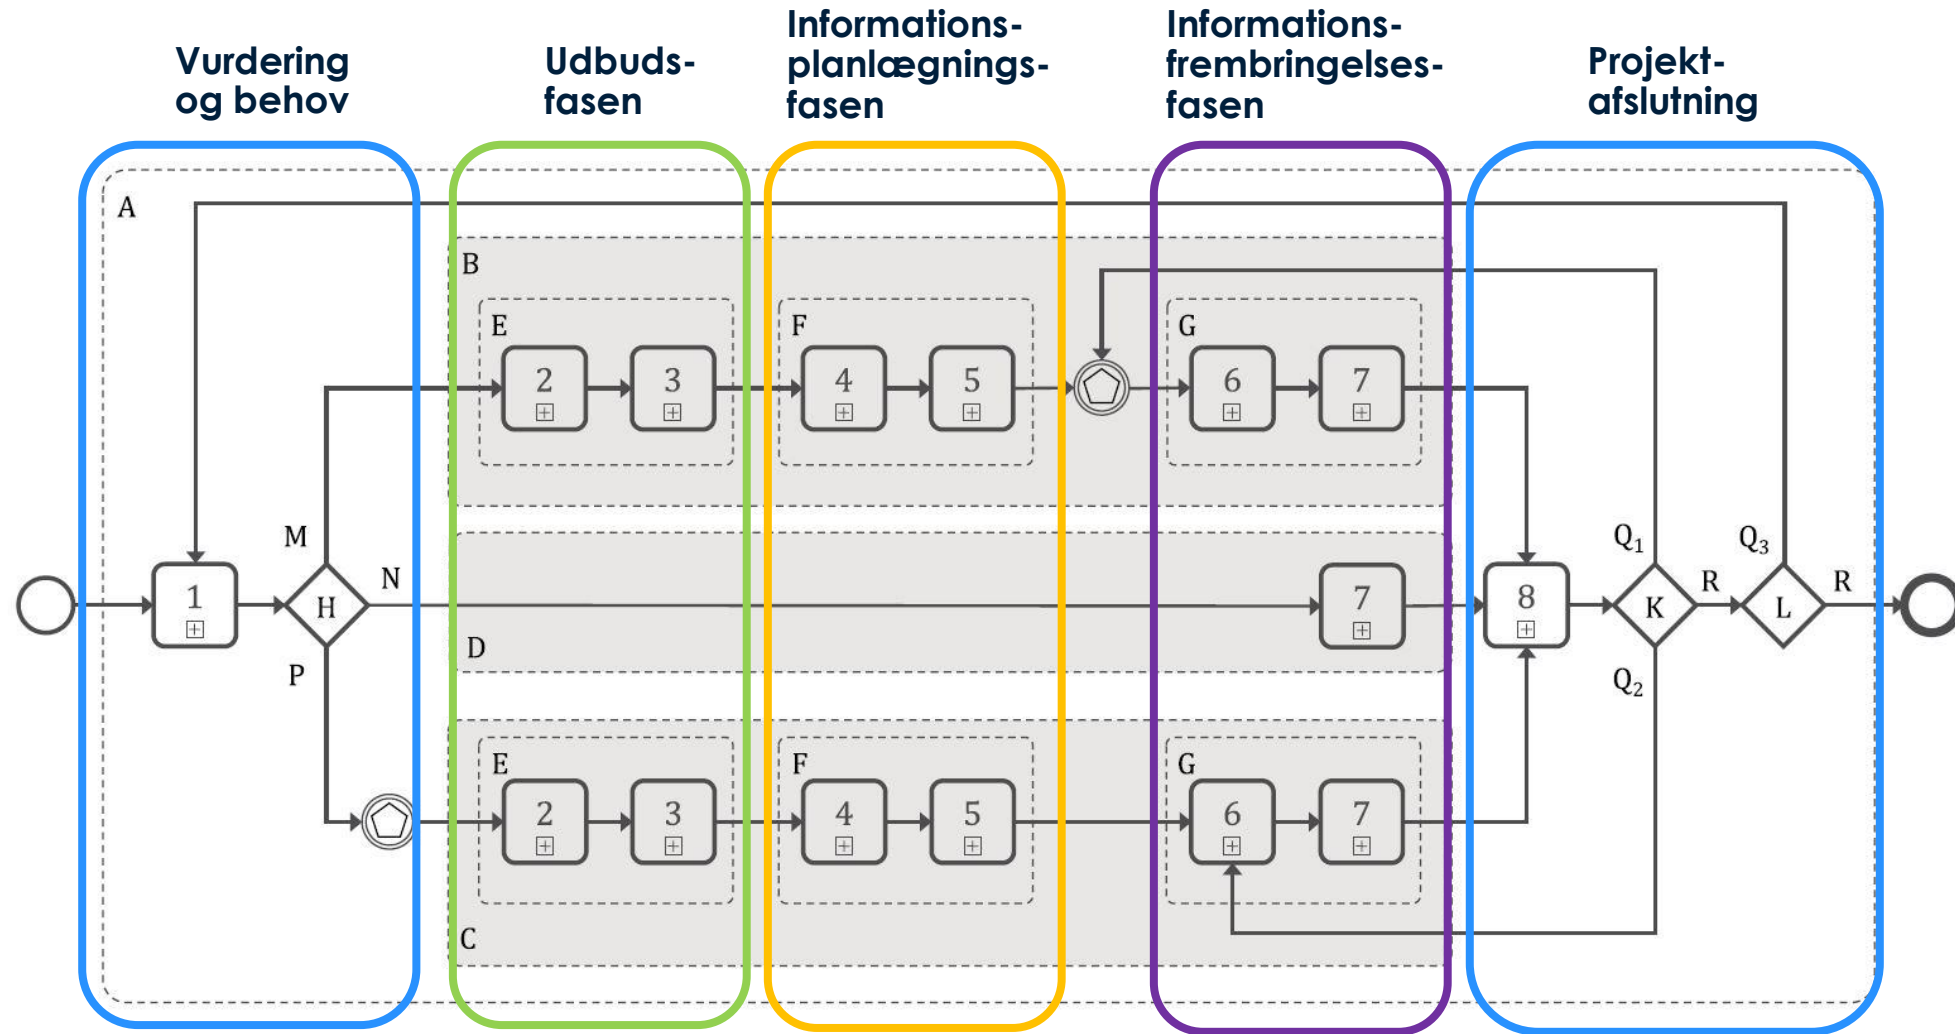 Vurdering
og behov
Udbuds-
fasen
Informations-
planlægnings-
fasen
Informations-
frembringelses-
fasen
Projekt-
afslutning
A
B
E
2
3
F
4
5
G
6
7
M
N
P
1
H
7
D
8
Q1
K
R
Q3
L
R
Q2
E
2
3
F
4
5
G
6
7
C